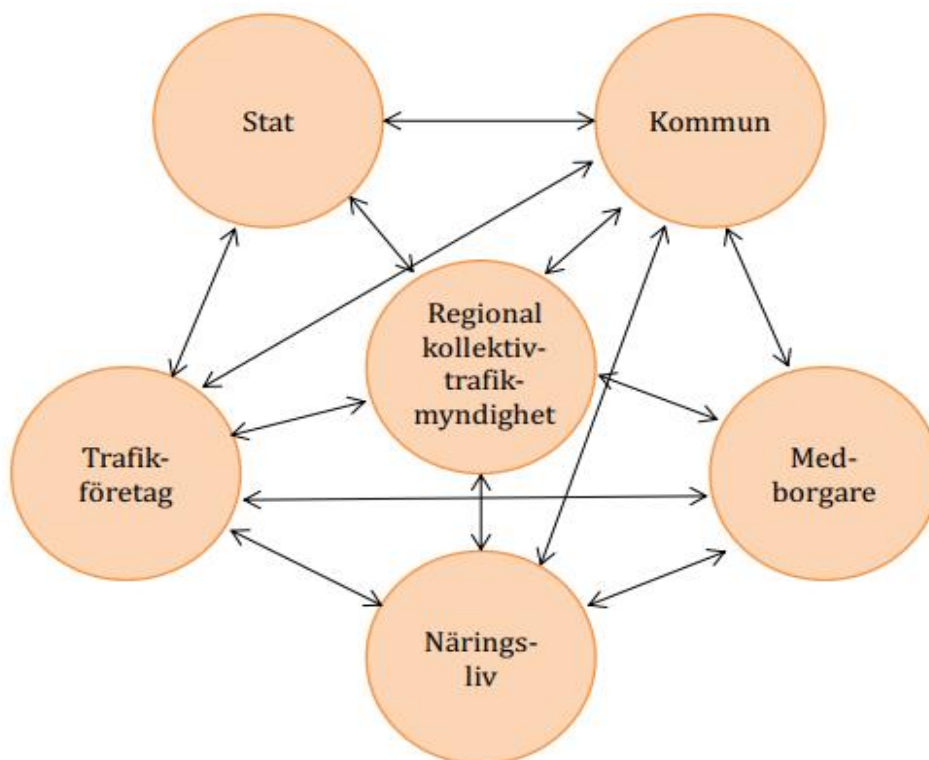 Stat
Kommun
Regional
kollektiv-
trafik-
myndighet
Trafik-
företag
Med-
borgare
Närings-
liv